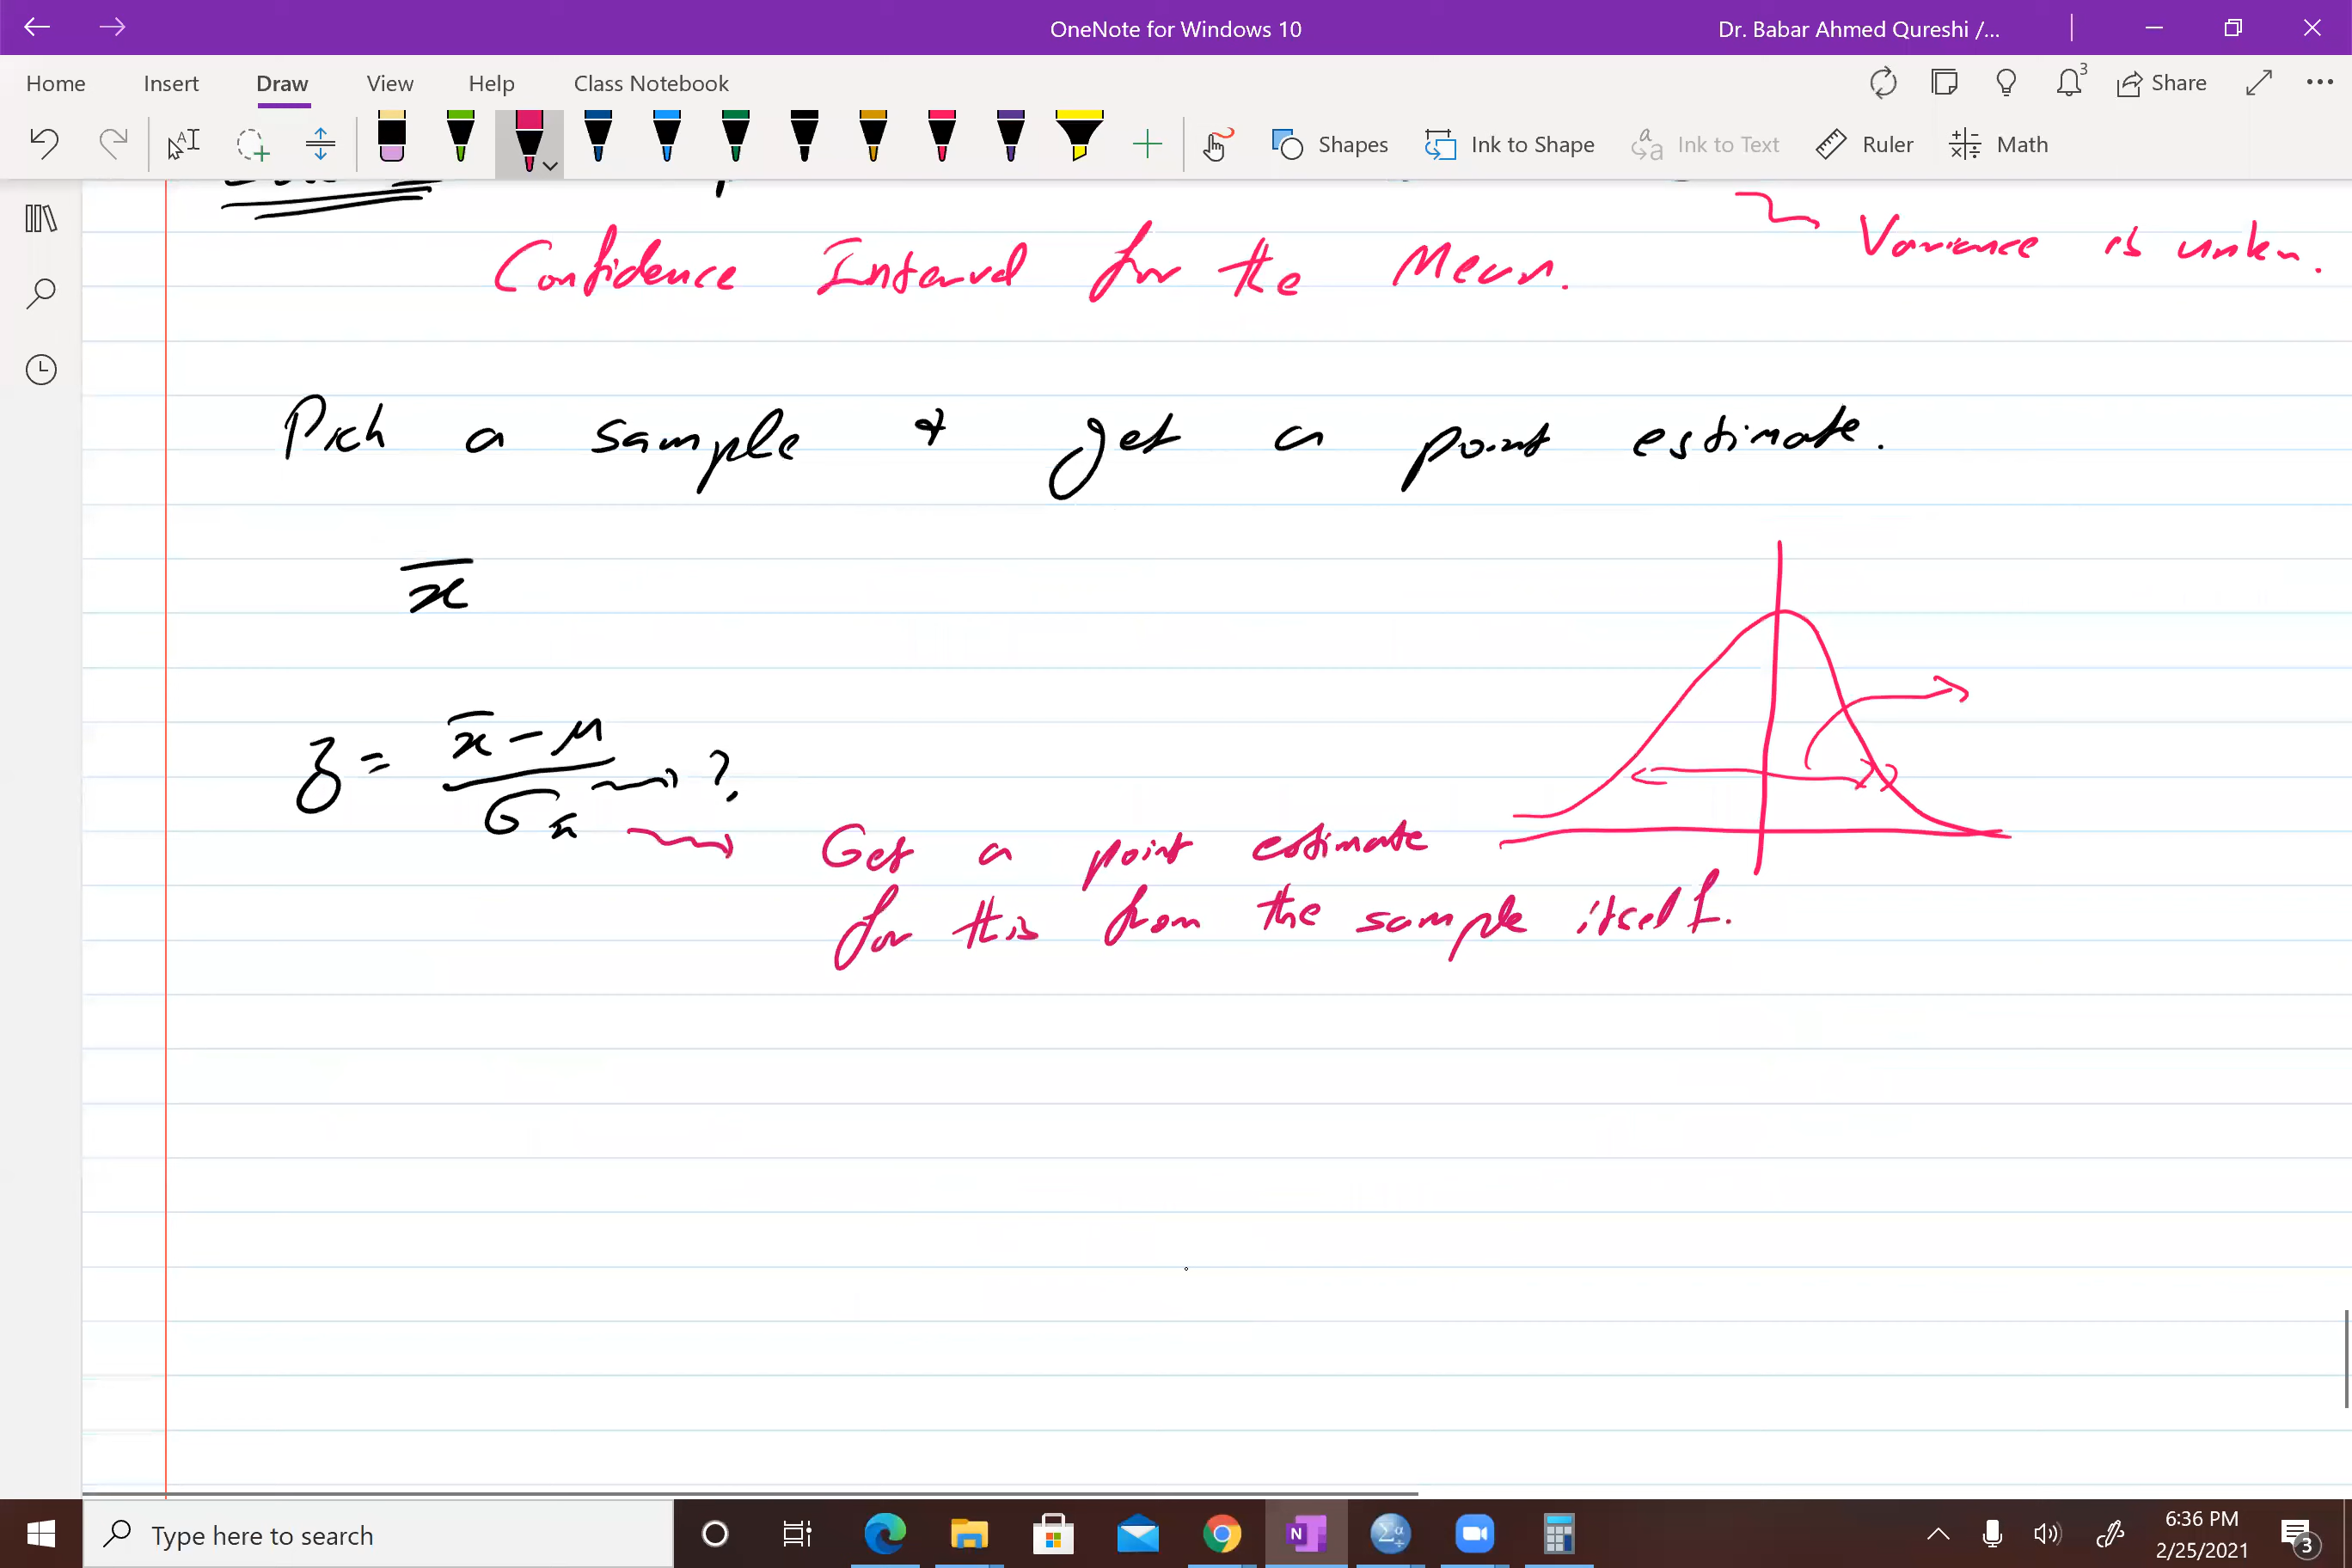 OneNote for Windows 10
Dr. Babar Ahmed Qureshi /...
Home Insert Draw View Help Class Notebook
3
Share
Shapes Ink to Shape Ink to Text Ruler Math
Confidence Interval for the Mean.
Variance is unkn.
Pick a sample & get a point estimate.
x̄
z = (x̄ - μ) / σx̄ → ?
Get a point estimate
for this from the sample itself.
Type here to search
6:36 PM
2/25/2021
3